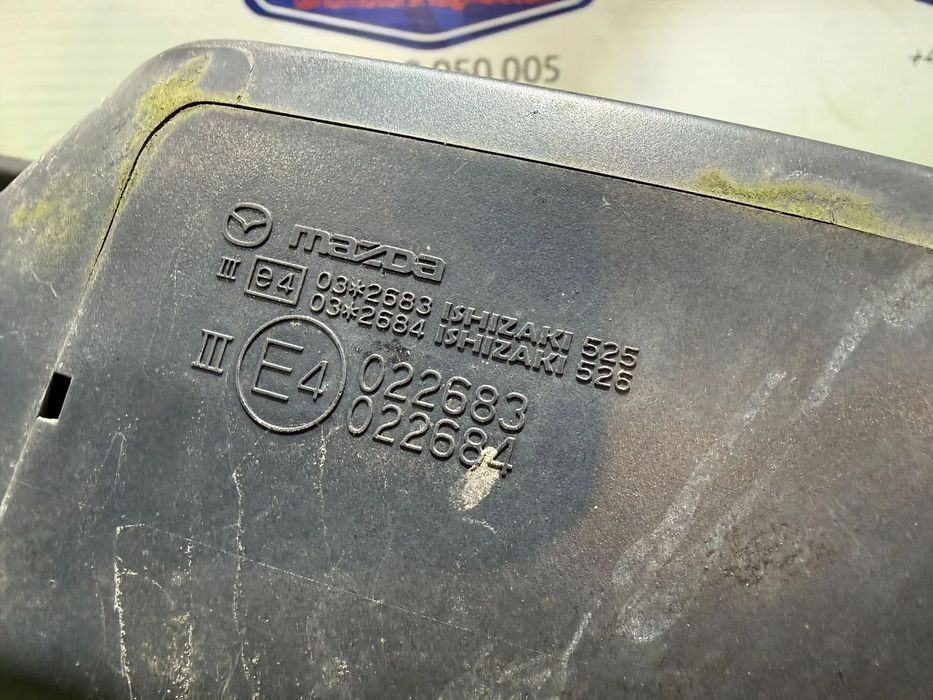 050 005
mazda
III e4 03*2683 ISHIZAKI 525
03*2684 ISHIZAKI 526
III E4 022683
022684